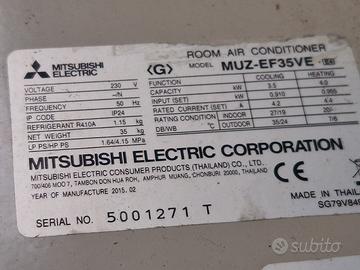 MITSUBISHI
ELECTRIC
ROOM AIR CONDITIONER
<G> MODEL MUZ-EF35VE
VOLTAGE 230 V
PHASE ~/N
FREQUENCY 50 Hz
IP CODE IP24
REFRIGERANT R410A 1.15 kg
NET WEIGHT 35 kg
LP PS/HP PS 1.64/4.15 MPa
FUNCTION
CAPACITY kW 3.5 4.0
INPUT (SET) kW 0.910 0.955
RATED CURRENT (SET) A 4.2 4.4
INDOOR 27/19 20/
OUTDOOR 35/24 7/6
DB/WB °C
MITSUBISHI ELECTRIC CORPORATION
MITSUBISHI ELECTRIC CONSUMER PRODUCTS (THAILAND) CO., LTD
700/406 MOO 7, TAMBON DON HUA ROH, AMPHUR MUANG, CHONBURI 20000, THAILAND
YEAR OF MANUFACTURE 2015. 02
CE
MADE IN THAIL
SERIAL NO. 5001271 T
SG79V849
subito